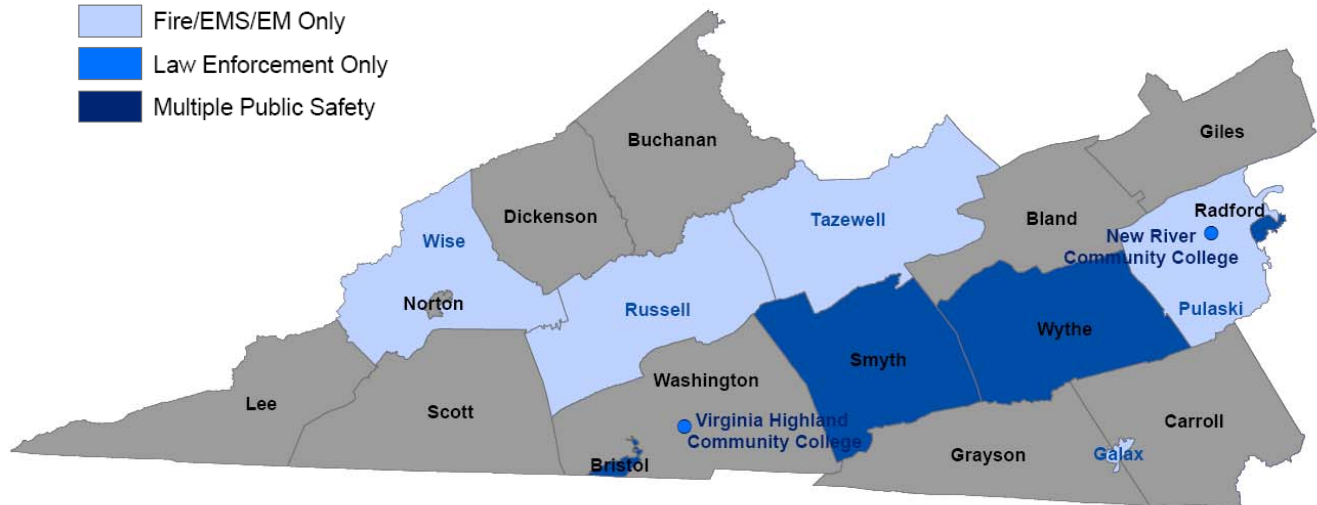 Fire/EMS/EM Only
Law Enforcement Only
Multiple Public Safety
Buchanan
Giles
Dickenson
Tazewell
Bland
Radford
Wise
New River
Community College
Norton
Russell
Pulaski
Wythe
Smyth
Washington
Lee
Scott
Virginia Highland
Community College
Carroll
Bristol
Grayson
Galax